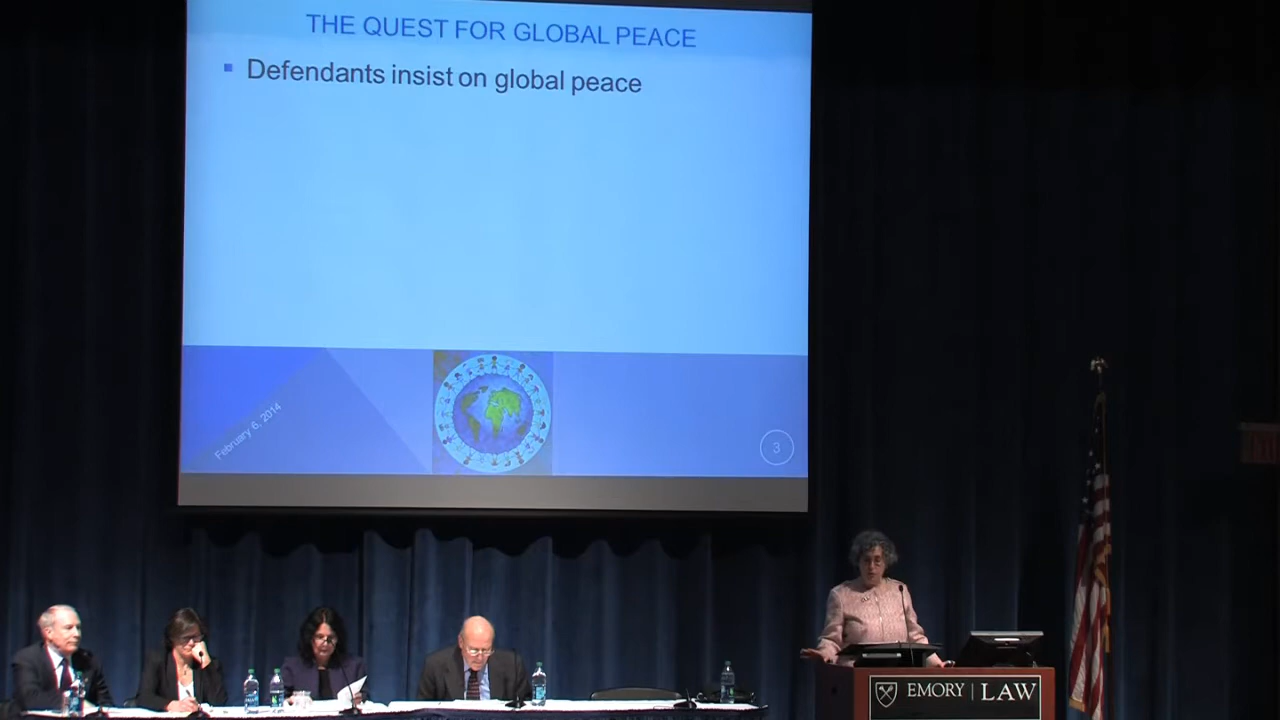 THE QUEST FOR GLOBAL PEACE
Defendants insist on global peace
February 6, 2014
3
EMORY | LAW